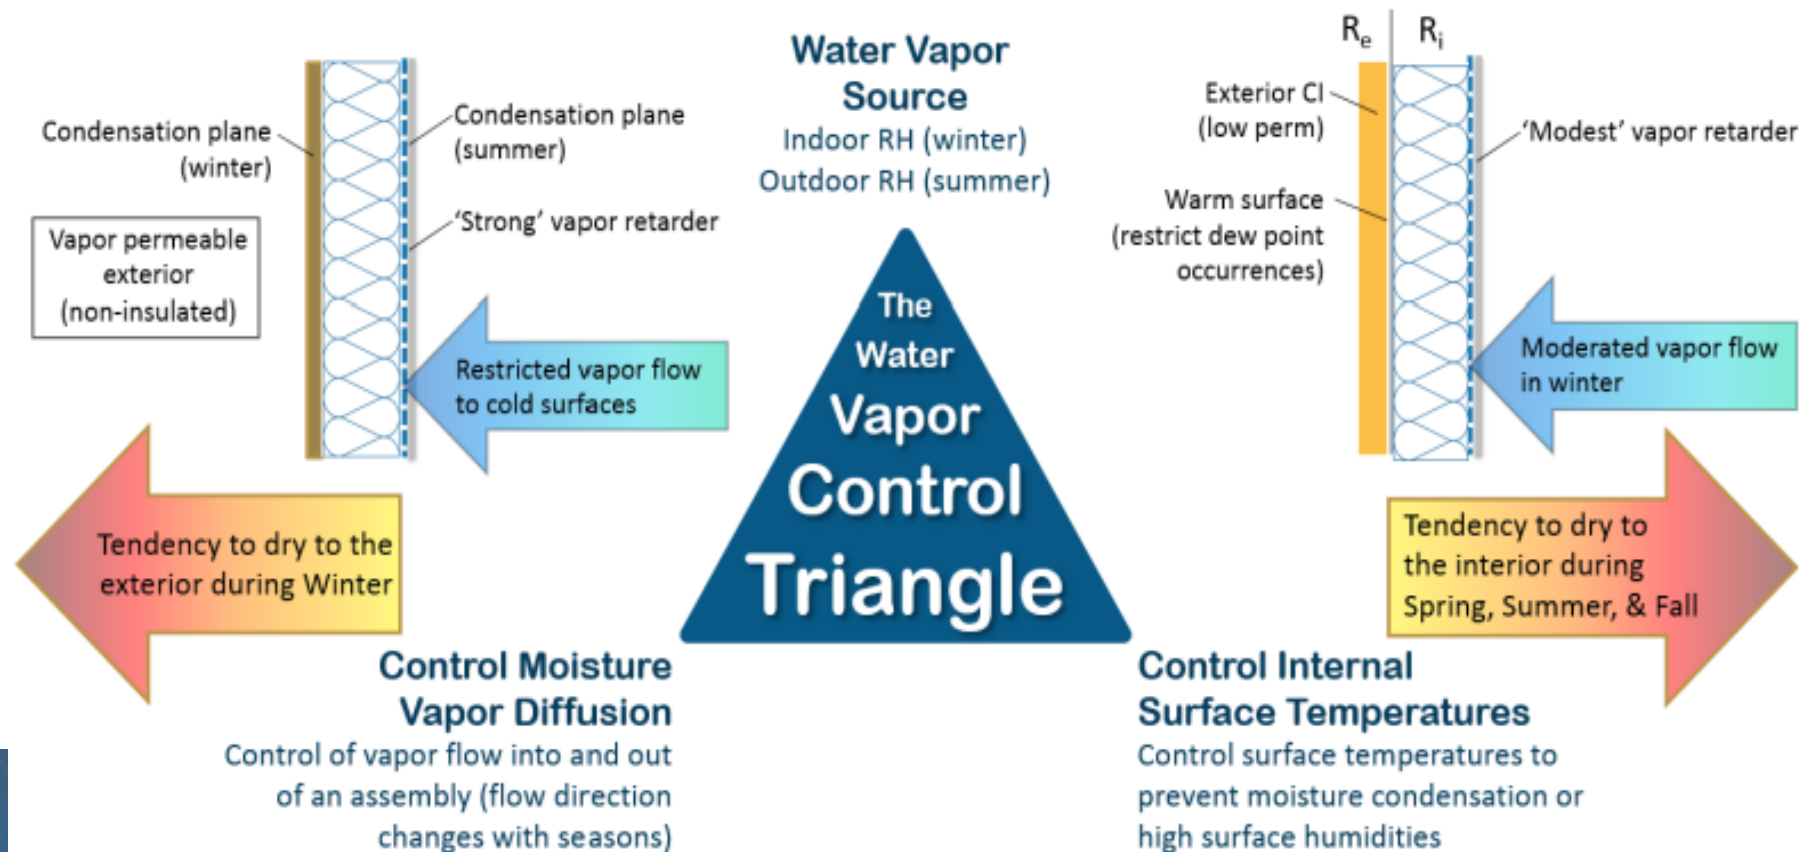 Condensation plane
(winter)
Condensation plane
(summer)
'Strong' vapor retarder
Vapor permeable
exterior
(non-insulated)
Restricted vapor flow
to cold surfaces
Tendency to dry to the
exterior during Winter
Water Vapor
Source
Indoor RH (winter)
Outdoor RH (summer)
The
Water
Vapor
Control
Triangle
Re
Ri
Exterior CI
(low perm)
'Modest' vapor retarder
Warm surface
(restrict dew point
occurrences)
Moderated vapor flow
in winter
Tendency to dry to
the interior during
Spring, Summer, & Fall
Control Moisture
Vapor Diffusion
Control of vapor flow into and out
of an assembly (flow direction
changes with seasons)
Control Internal
Surface Temperatures
Control surface temperatures to
prevent moisture condensation or
high surface humidities